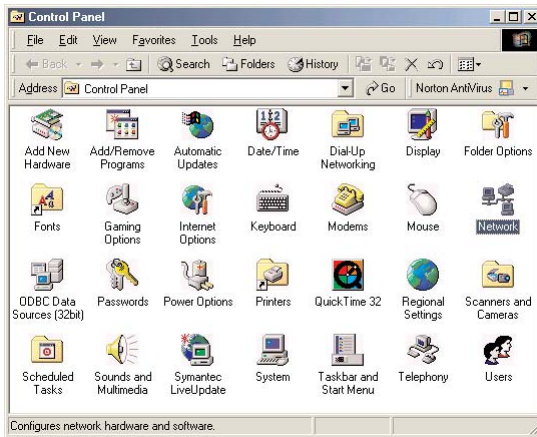 Control Panel
File Edit View Favorites Tools Help
Back Search Folders History
Address Control Panel Go Norton AntiVirus
Add New Hardware
Add/Remove Programs
Automatic Updates
Date/Time
Dial-Up Networking
Display
Folder Options
Fonts
Gaming Options
Internet Options
Keyboard
Modems
Mouse
Network
ODBC Data Sources (32bit)
Passwords
Power Options
Printers
QuickTime 32
Regional Settings
Scanners and Cameras
Scheduled Tasks
Sounds and Multimedia
Symantec LiveUpdate
System
Taskbar and Start Menu
Telephony
Users
Configures network hardware and software.